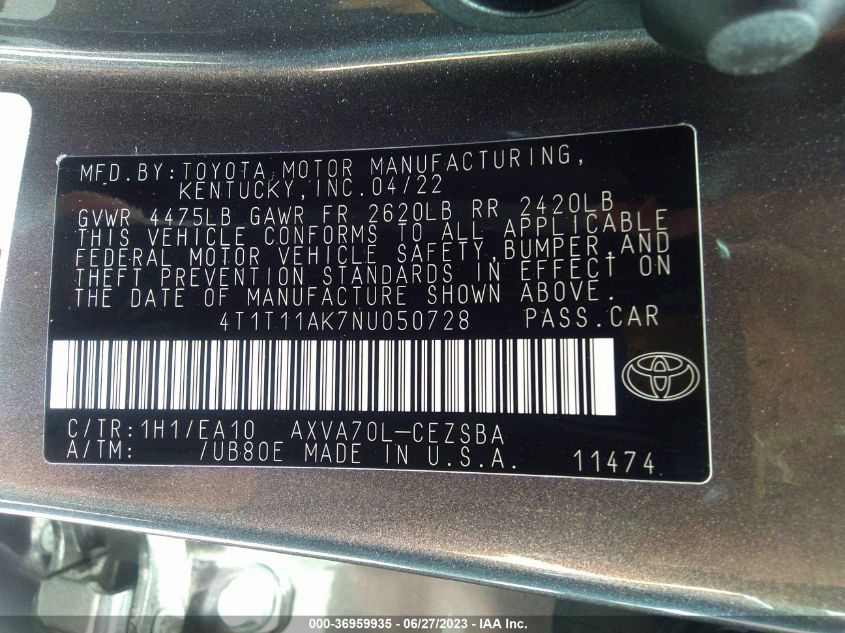 MFD.BY:TOYOTA MOTOR MANUFACTURING,
KENTUCKY,INC.04/22
GVWR 4475LB GAWR FR 2620LB RR 2420LB
THIS VEHICLE CONFORMS TO ALL APPLICABLE
FEDERAL MOTOR VEHICLE SAFETY,BUMPER,AND
THEFT PREVENTION STANDARDS IN EFFECT ON
THE DATE OF MANUFACTURE SHOWN ABOVE.
4T1T11AK7NU050728 PASS.CAR
C/TR:1H1/EA10 AXVA70L-CEZSBA
A/TM: /UB80E MADE IN U.S.A. 11474
000-36959935 - 06/27/2023 - IAA Inc.